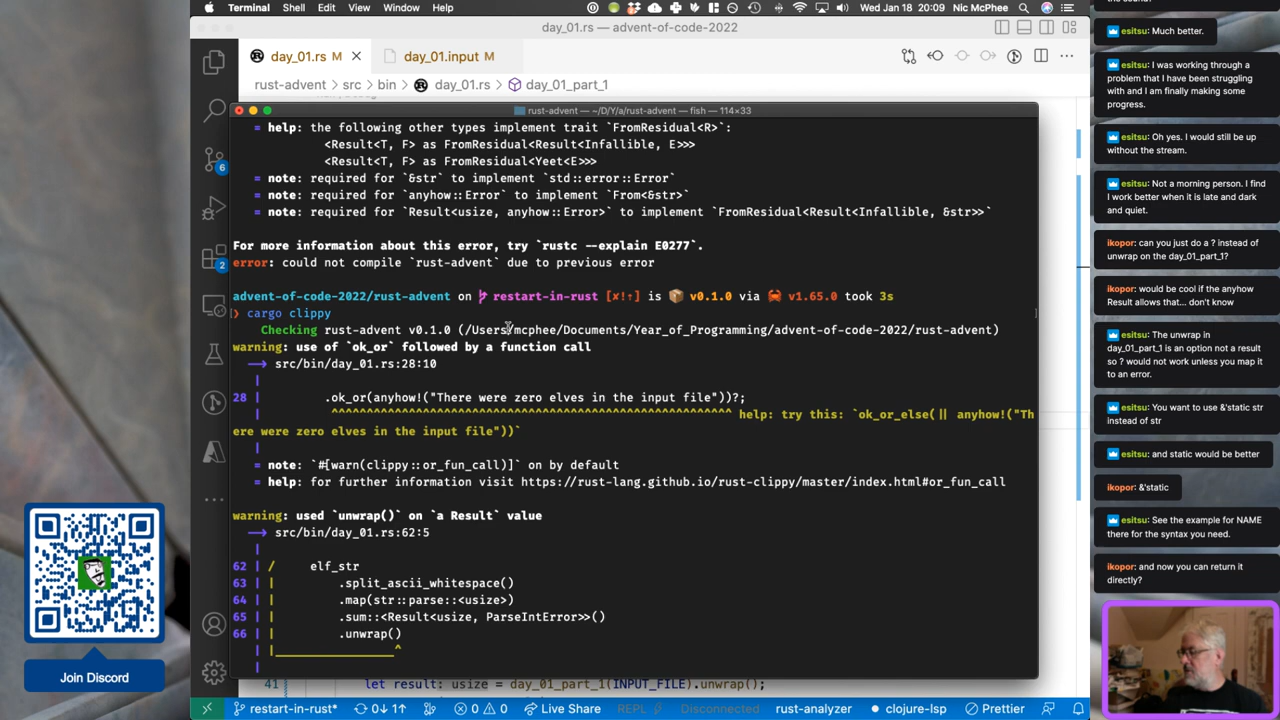 Terminal Shell Edit View Window Help
Wed Jan 18 20:09 Nic McPhee
day_01.rs — advent-of-code-2022
day_01.rs M
day_01.input M
rust-advent > src > bin > day_01.rs > day_01_part_1
rust-advent — ~/D/Y/a/rust-advent — fish — 114×33
= help: the following other types implement trait `FromResidual<R>`:
<Result<T, F> as FromResidual<Result<Infallible, E>>>
<Result<T, F> as FromResidual<Yeet<E>>>
= note: required for `&str` to implement `std::error::Error`
= note: required for `anyhow::Error` to implement `From<&str>`
= note: required for `Result<usize, anyhow::Error>` to implement `FromResidual<Result<Infallible, &str>>`
For more information about this error, try `rustc --explain E0277`.
error: could not compile `rust-advent` due to previous error
advent-of-code-2022/rust-advent on restart-in-rust [✘!↑] is 📦 v0.1.0 via 🦀 v1.65.0 took 3s
❯ cargo clippy
Checking rust-advent v0.1.0 (/Users/mcphee/Documents/Year_of_Programming/advent-of-code-2022/rust-advent)
warning: use of `ok_or` followed by a function call
--> src/bin/day_01.rs:28:10
|
28 | .ok_or(anyhow!("There were zero elves in the input file"))?;
| ^^^^^^^^^^^^^^^^^^^^^^^^^^^^^^^^^^^^^^^^^^^^^^^^^^^ help: try this: `ok_or_else(|| anyhow!("Th
ere were zero elves in the input file"))`
|
= note: `#[warn(clippy::or_fun_call)]` on by default
= help: for further information visit https://rust-lang.github.io/rust-clippy/master/index.html#or_fun_call
warning: used `unwrap()` on `a Result` value
--> src/bin/day_01.rs:62:5
|
62 | / elf_str
63 | | .split_ascii_whitespace()
64 | | .map(str::parse::<usize>)
65 | | .sum::<Result<usize, ParseIntError>>()
66 | | .unwrap()
| |________________^
|
41 let result: usize = day_01_part_1(INPUT_FILE).unwrap();
6
2
restart-in-rust* 0↓ 1↑ 0 0 Live Share REPL Disconnected rust-analyzer clojure-lsp Prettier
Join Discord
esitsu: Much better.
esitsu: I was working through a
problem that I have been struggling
with and I am finally making some
progress.
esitsu: Oh yes. I would still be up
without the stream.
esitsu: Not a morning person. I find
I work better when it is late and dark
and quiet.
ikopor: can you just do a ? instead of
unwrap on the day_01_part_1?
ikopor: would be cool if the anyhow
Result allows that... don't know
esitsu: The unwrap in
day_01_part_1 is an option not a result
so ? would not work unless you map it
to an error.
esitsu: You want to use &'static str
instead of str
esitsu: and static would be better
ikopor: &'static
esitsu: See the example for NAME
there for the syntax you need.
ikopor: and now you can return it
directly?